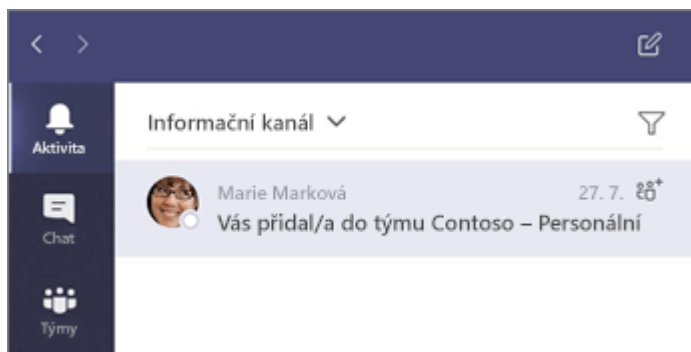 Aktivita
Chat
Týmy
Informační kanál
Marie Marková 27. 7.
Vás přidal/a do týmu Contoso – Personální